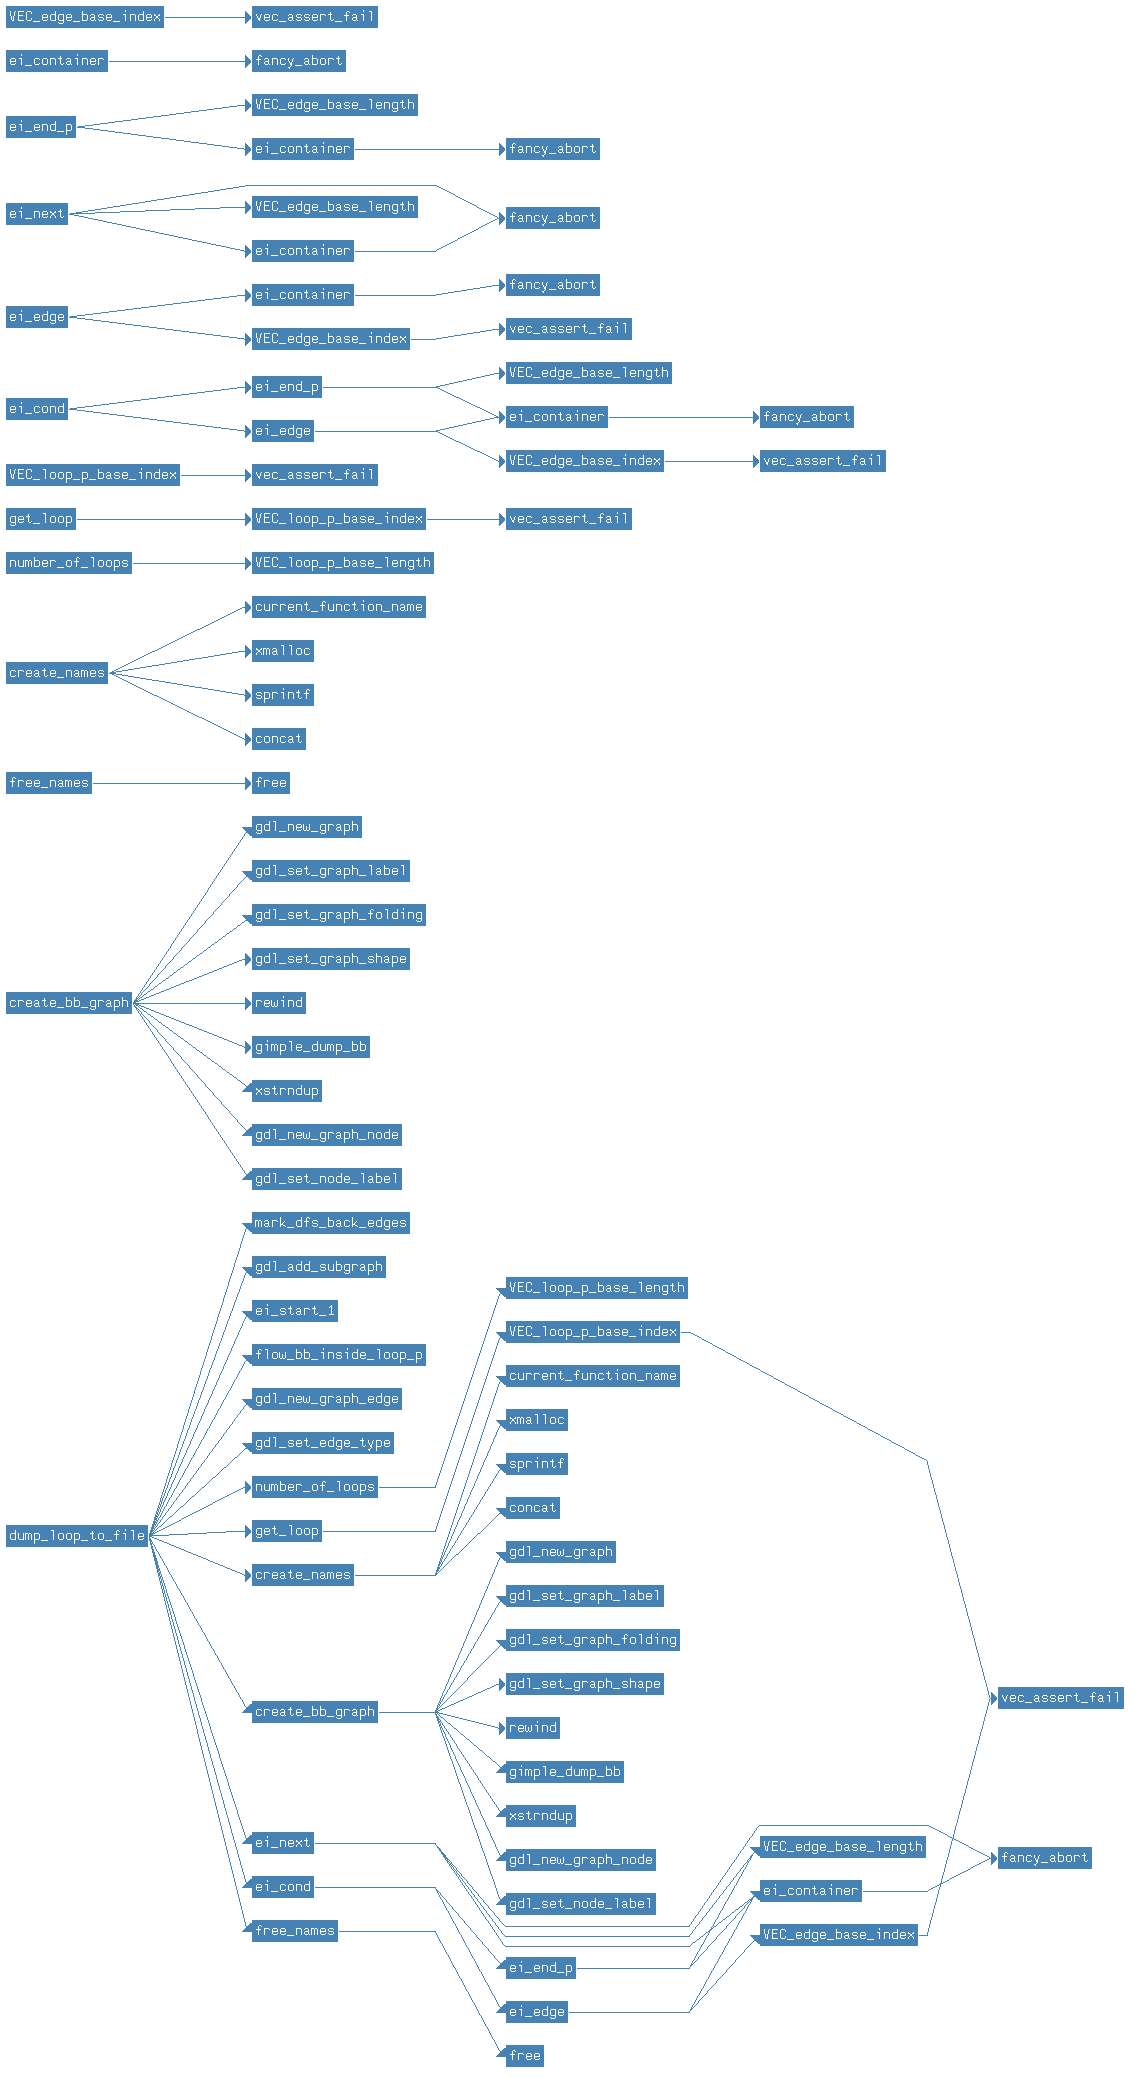 VEC_edge_base_index vec_assert_fail
ei_container fancy_abort
VEC_edge_base_length
ei_end_p
ei_container fancy_abort
VEC_edge_base_length
ei_next fancy_abort
ei_container
fancy_abort
ei_container
ei_edge
vec_assert_fail
VEC_edge_base_index
VEC_edge_base_length
ei_end_p
ei_cond
ei_container fancy_abort
ei_edge
VEC_edge_base_index vec_assert_fail
VEC_loop_p_base_index vec_assert_fail
get_loop VEC_loop_p_base_index vec_assert_fail
number_of_loops VEC_loop_p_base_length
current_function_name
xmalloc
create_names
sprintf
concat
free_names free
gdl_new_graph
gdl_set_graph_label
gdl_set_graph_folding
gdl_set_graph_shape
create_bb_graph rewind
gimple_dump_bb
xstrndup
gdl_new_graph_node
gdl_set_node_label
mark_dfs_back_edges
gdl_add_subgraph
VEC_loop_p_base_length
ei_start_1
VEC_loop_p_base_index
flow_bb_inside_loop_p
current_function_name
gdl_new_graph_edge
xmalloc
gdl_set_edge_type
sprintf
number_of_loops
concat
get_loop
dump_loop_to_file
gdl_new_graph
create_names
gdl_set_graph_label
gdl_set_graph_folding
gdl_set_graph_shape
vec_assert_fail
create_bb_graph
rewind
gimple_dump_bb
xstrndup
ei_next
VEC_edge_base_length
fancy_abort
gdl_new_graph_node
ei_cond
ei_container
gdl_set_node_label
free_names
VEC_edge_base_index
ei_end_p
ei_edge
free